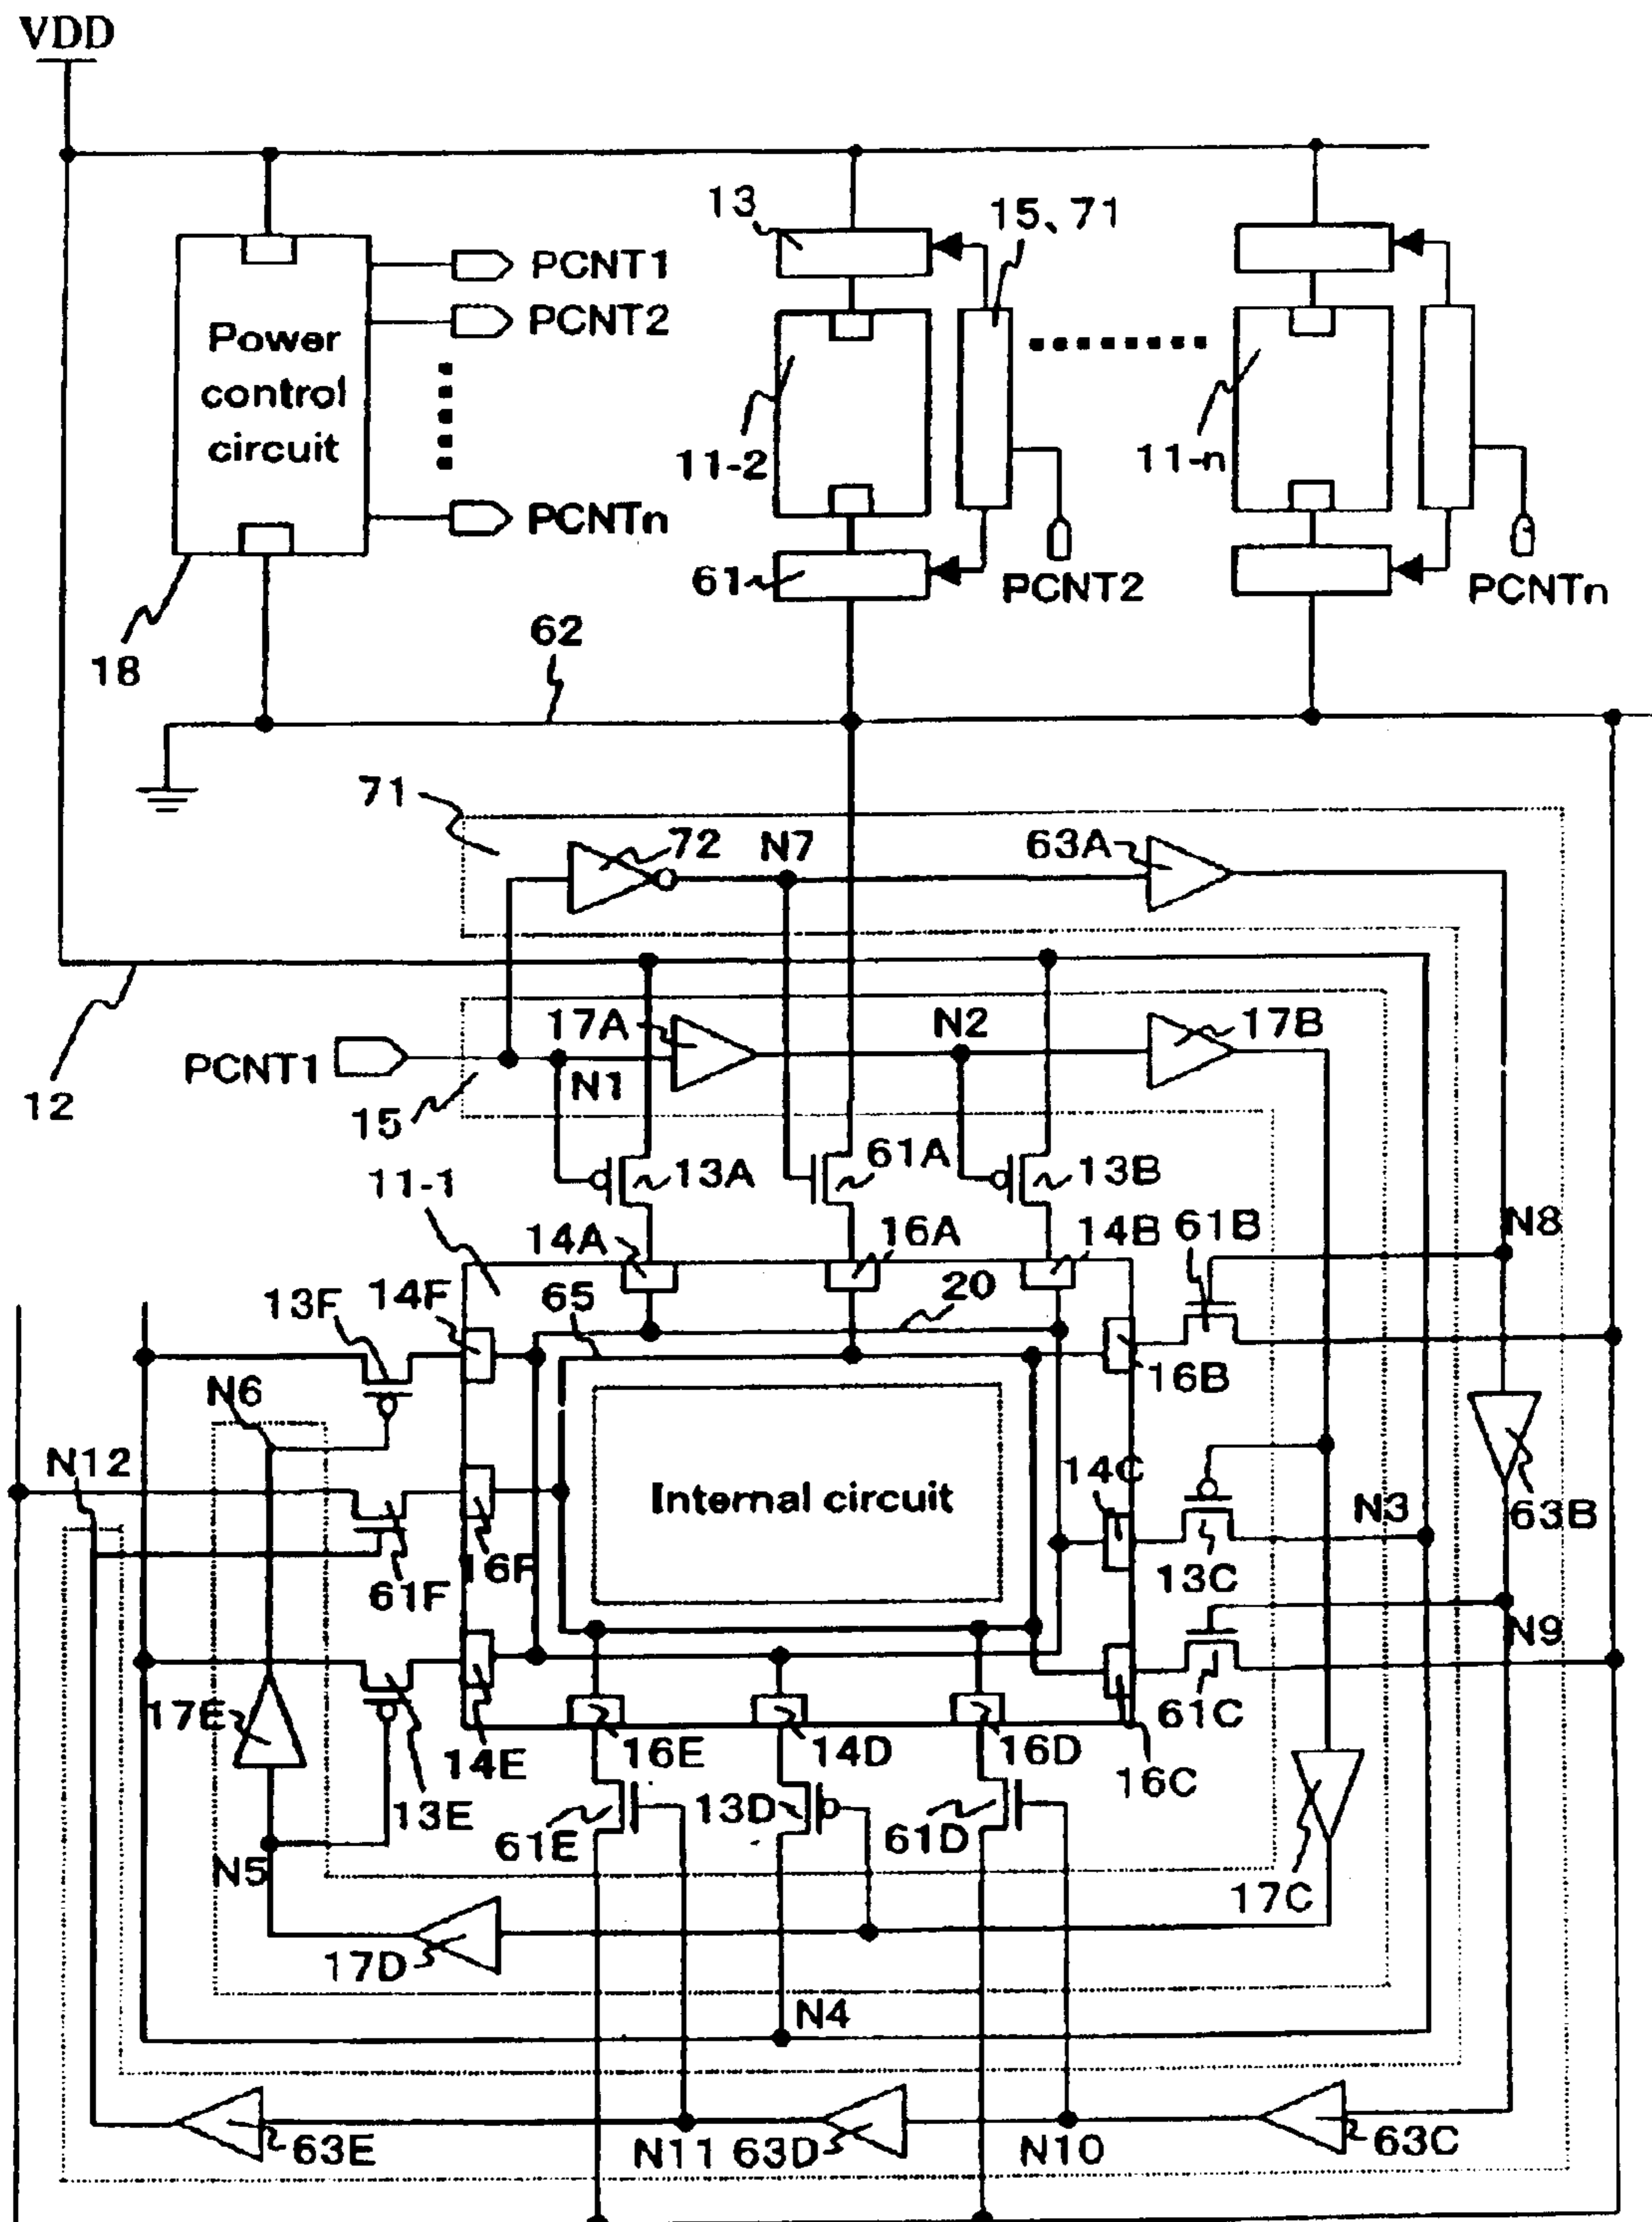 VDD
13
15、71
PCNT1
PCNT2
Power
control
circuit
11-2
11-n
PCNTn
61
PCNT2
PCNTn
18
62
71
72
N7
63A
17A
N2
17B
PCNT1
N1
12
15
61A
13A
13B
11-1
N8
14A
16A
14B
61B
13F
14F
65
20
16B
N6
N12
14C
Internal circuit
N3
63B
16F
13C
61F
N9
17E
61C
14E
16E
14D
16D
16C
13E
13D
61E
61D
N5
17C
17D
N4
63E
N11
63D
N10
63C